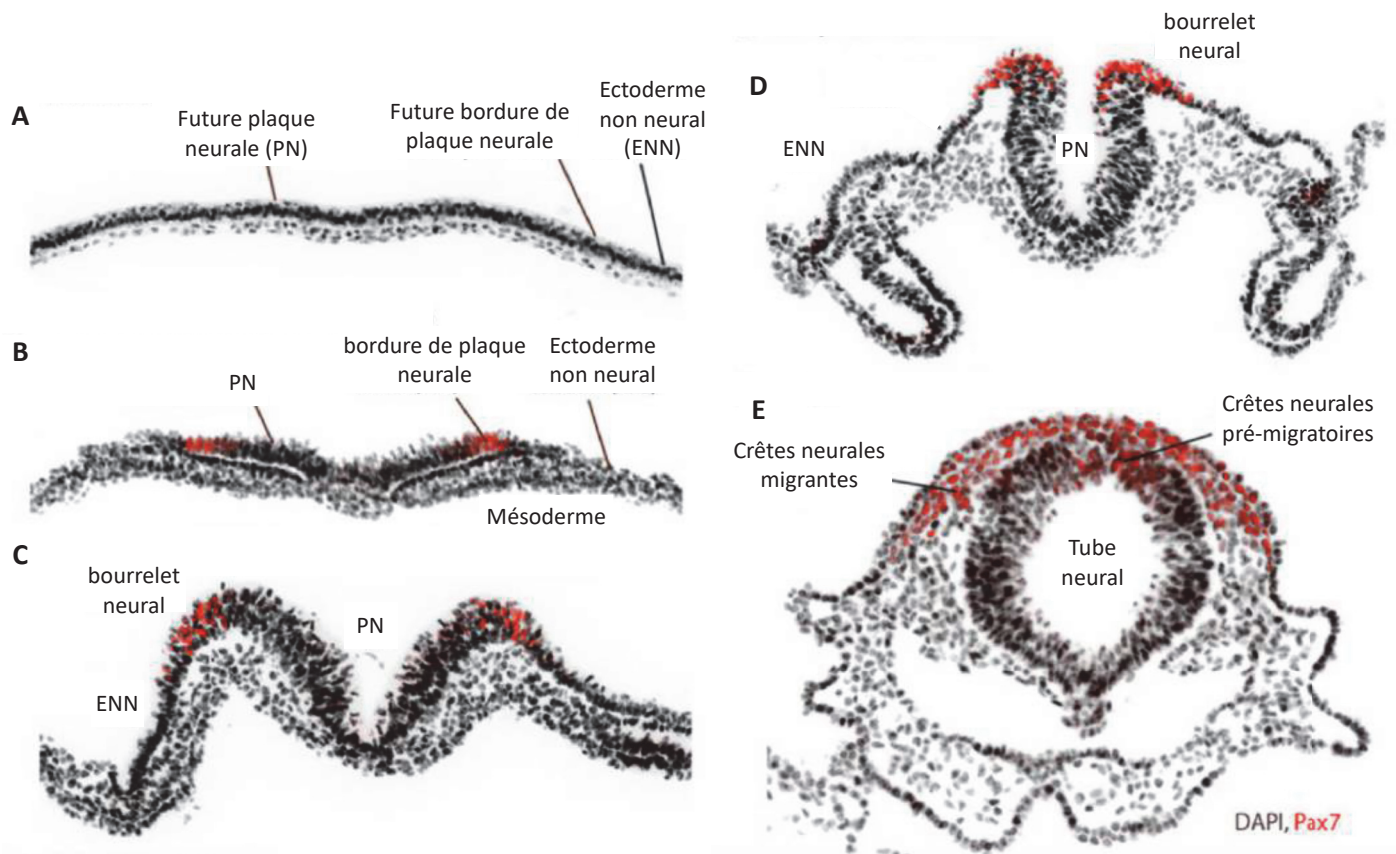 A
Future plaque
neurale (PN)
Future bordure de
plaque neurale
Ectoderme
non neural
(ENN)
B
PN
bordure de plaque
neurale
Ectoderme
non neural
Mésoderme
C
bourrelet
neural
PN
ENN
D
bourrelet
neural
ENN
PN
E
Crêtes neurales
pré-migratoires
Crêtes neurales
migrantes
Tube
neural
DAPI, Pax7